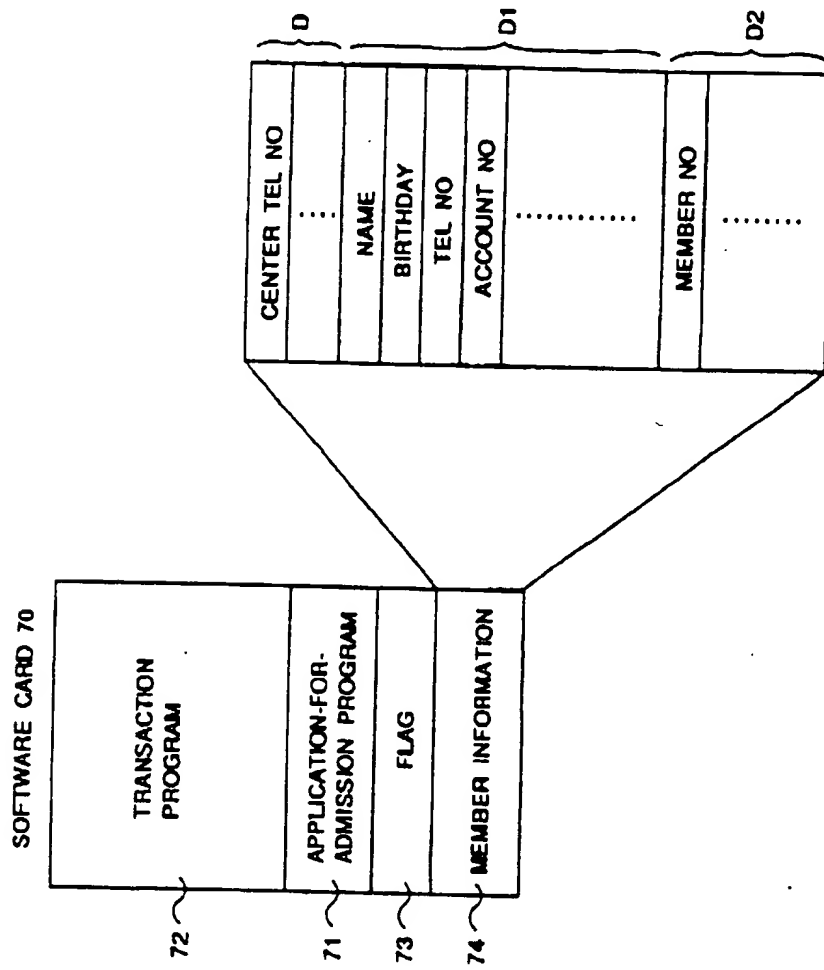 SOFTWARE CARD 70
72
TRANSACTION
PROGRAM
71
APPLICATION-FOR-
ADMISSION PROGRAM
73
FLAG
74
MEMBER INFORMATION
CENTER TEL NO
.....
D
NAME
BIRTHDAY
TEL NO
ACCOUNT NO
.............
D1
MEMBER NO
........
D2